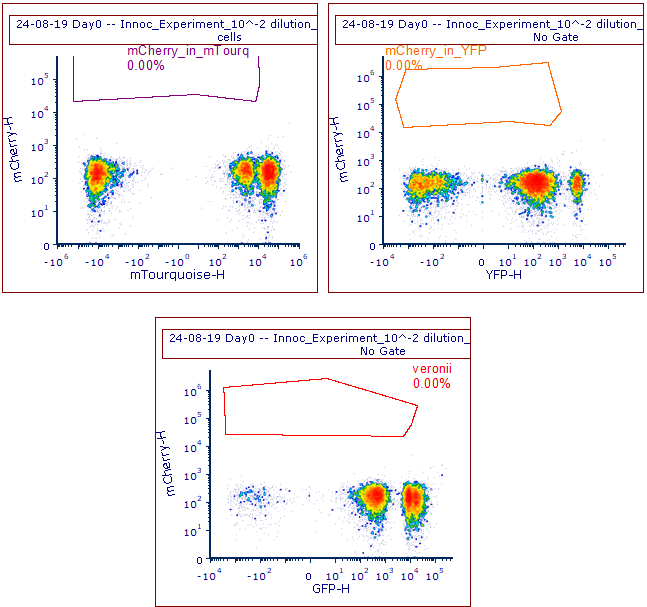 24-08-19 Day0 -- Innoc_Experiment_10^-2 dilution_
cells
mCherry_in_mTourq
0.00%
10^5
10^4
10^3
10^2
10^1
0
mCherry-H
-10^6 -10^4 -10^2 0 10^2 10^4 10^6
mTourquoise-H
24-08-19 Day0 -- Innoc_Experiment_10^-2 dilution_
No Gate
mCherry_in_YFP
0.00%
10^6
10^5
10^4
10^3
10^2
10^1
0
mCherry-H
-10^4 -10^2 0 10^1 10^2 10^3 10^4 10^5
YFP-H
24-08-19 Day0 -- Innoc_Experiment_10^-2 dilution_
No Gate
veronii
0.00%
10^6
10^5
10^4
10^3
10^2
10^1
0
mCherry-H
-10^4 -10^2 0 10^1 10^2 10^3 10^4 10^5
GFP-H